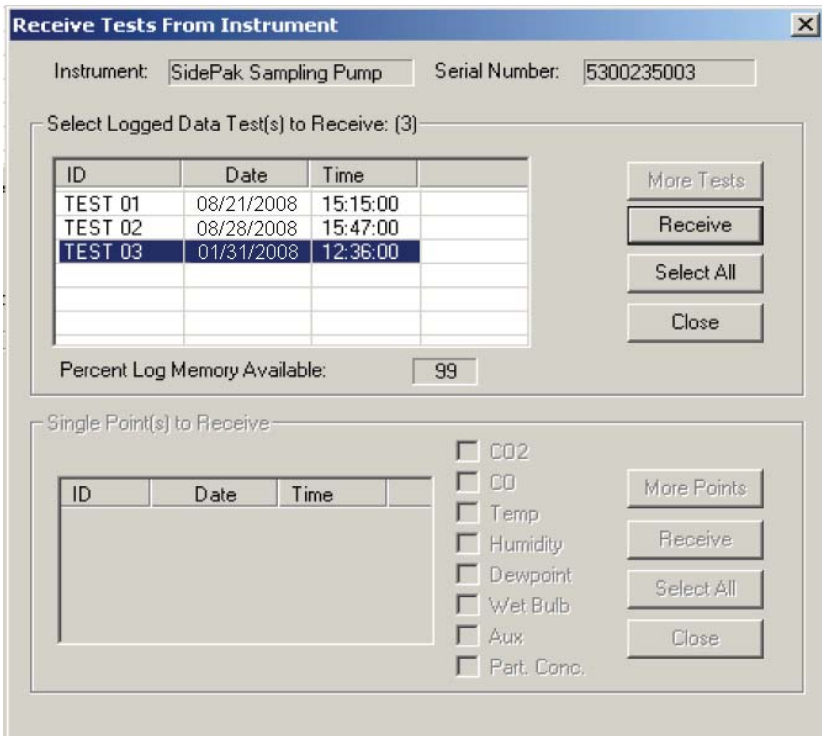 Receive Tests From Instrument
Instrument: SidePak Sampling Pump Serial Number: 5300235003
Select Logged Data Test(s) to Receive: (3)
ID Date Time
TEST 01 08/21/2008 15:15:00
TEST 02 08/28/2008 15:47:00
TEST 03 01/31/2008 12:36:00
More Tests
Receive
Select All
Close
Percent Log Memory Available: 99
Single Point(s) to Receive
ID Date Time
CO2
CO
Temp
Humidity
Dewpoint
Wet Bulb
Aux
Part. Conc.
More Points
Receive
Select All
Close